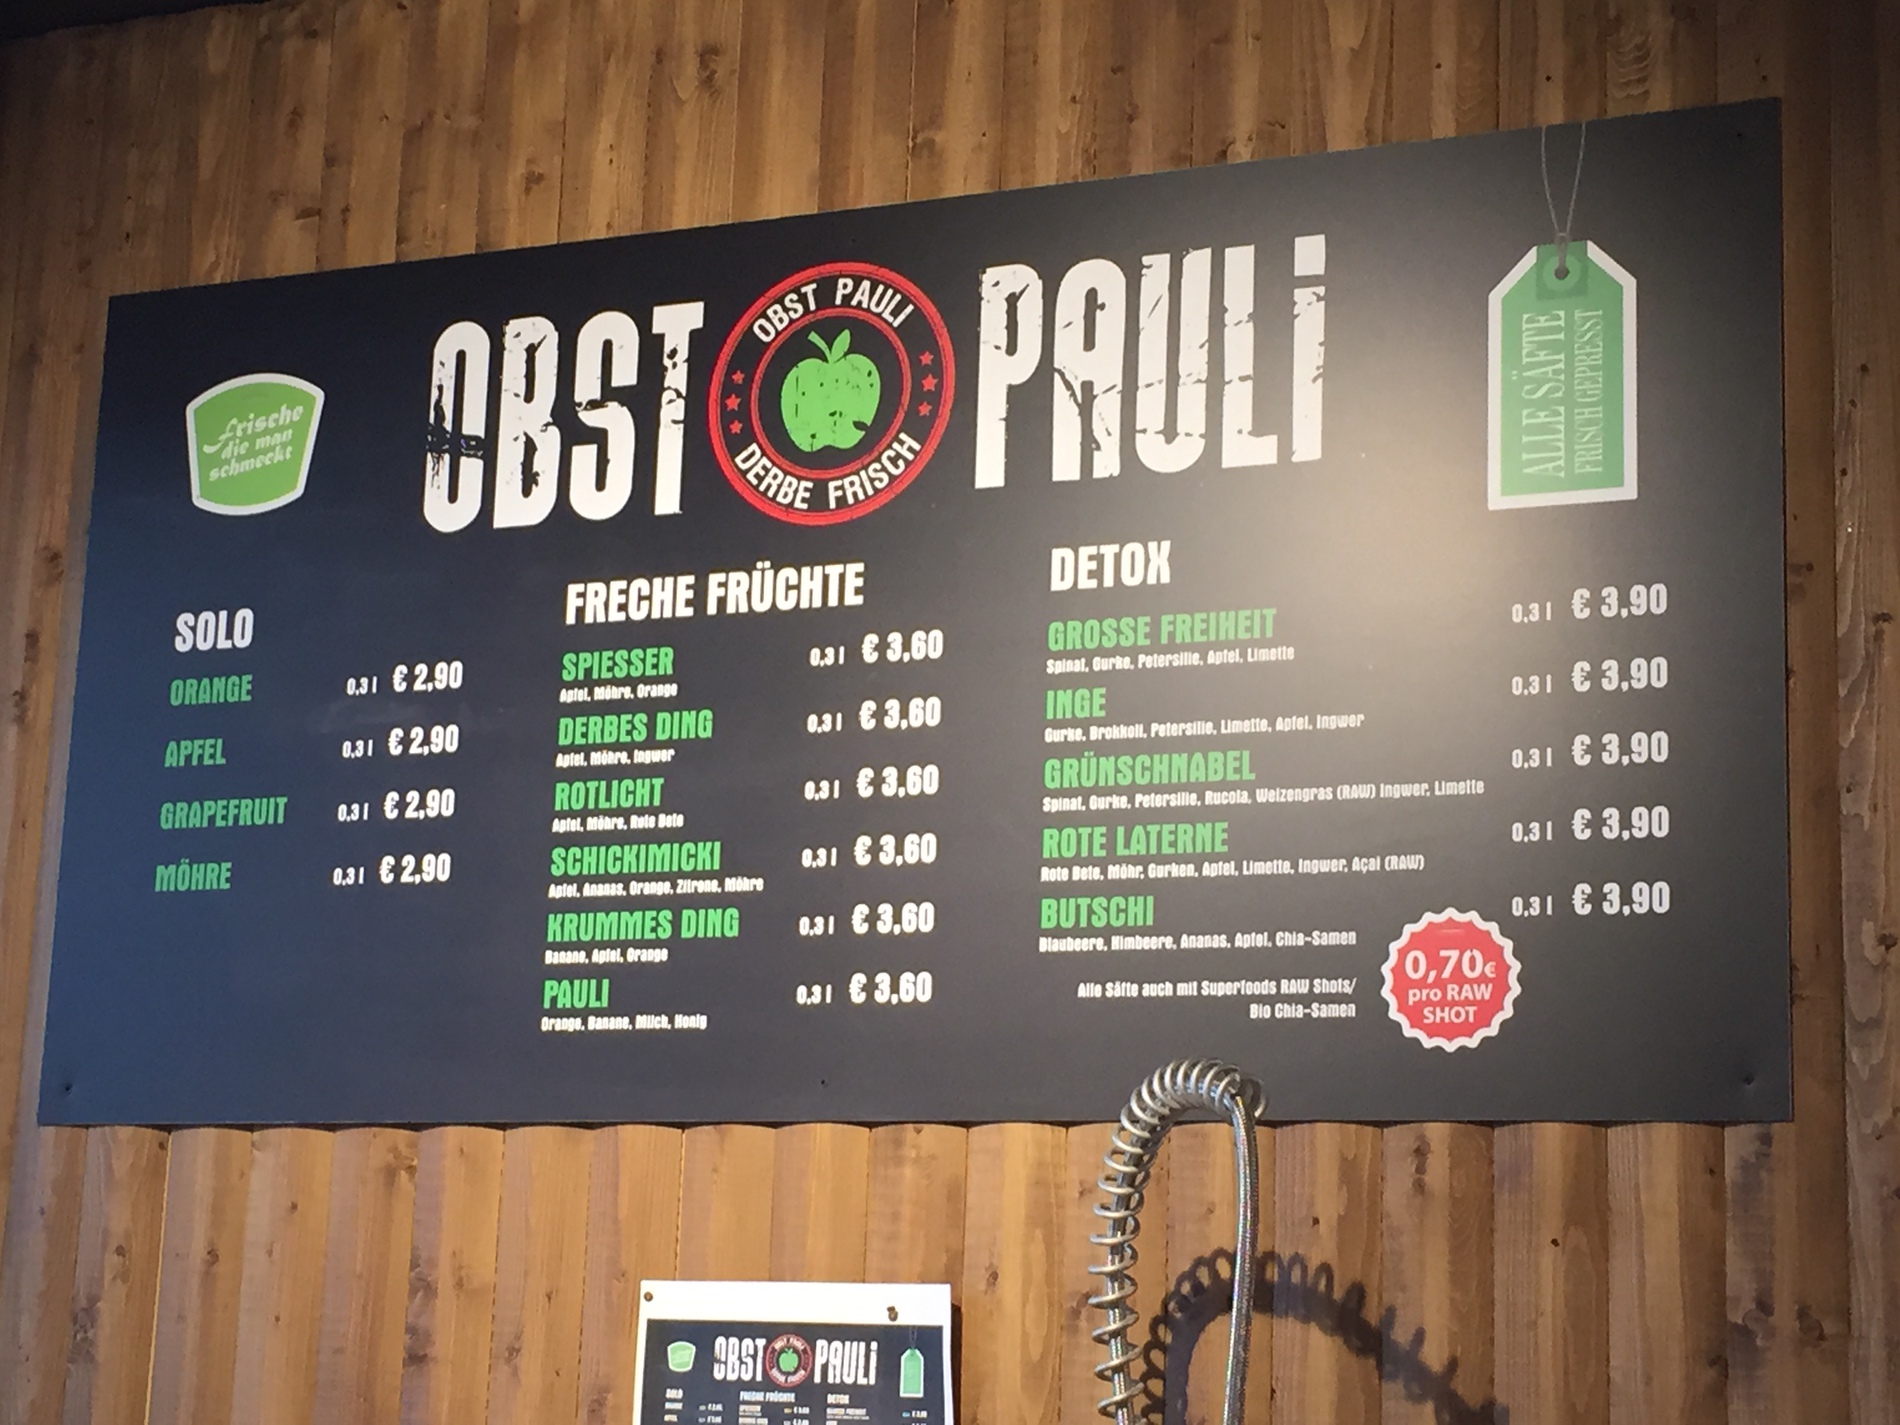 OBST PAULi
OBST PAULI
DERBE FRISCH
frische
die man
schmeckt
ALLE SÄFTE
FRISCH GEPRESST
SOLO
ORANGE 0,3 l € 2,90
APFEL 0,3 l € 2,90
GRAPEFRUIT 0,3 l € 2,90
MÖHRE 0,3 l € 2,90
FRECHE FRÜCHTE
SPIESSER 0,3 l € 3,60
Apfel, Möhre, Orange
DERBES DING 0,3 l € 3,60
Apfel, Möhre, Ingwer
ROTLICHT 0,3 l € 3,60
Apfel, Möhre, Rote Bete
SCHICKIMICKI 0,3 l € 3,60
Apfel, Ananas, Orange, Zitrone, Möhre
KRUMMES DING 0,3 l € 3,60
Banane, Apfel, Orange
PAULI 0,3 l € 3,60
Orange, Banane, Milch, Honig
DETOX
GROSSE FREIHEIT 0,3 l € 3,90
Spinat, Gurke, Petersilie, Apfel, Limette
INGE 0,3 l € 3,90
Gurke, Brokkoli, Petersilie, Limette, Apfel, Ingwer
GRÜNSCHNABEL 0,3 l € 3,90
Spinat, Gurke, Petersilie, Rucola, Weizengras (RAW) Ingwer, Limette
ROTE LATERNE 0,3 l € 3,90
Rote Bete, Möhr, Gurken, Apfel, Limette, Ingwer, Açai (RAW)
BUTSCHI 0,3 l € 3,90
Blaubeere, Himbeere, Ananas, Apfel, Chia-Samen
Alle Säfte auch mit Superfoods RAW Shots/
Bio Chia-Samen
0,70€
pro RAW
SHOT
OBST PAULi
SOLO
FRECHE FRÜCHTE
DETOX